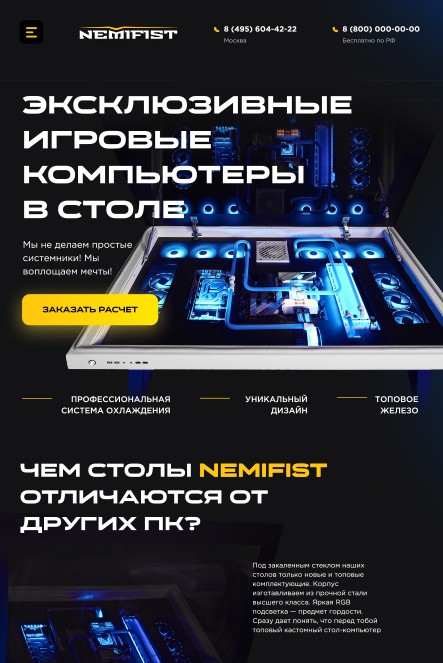 NEMIFIST
8 (495) 604-42-22
Москва
8 (800) 000-00-00
Бесплатно по РФ
ЭКСКЛЮЗИВНЫЕ
ИГРОВЫЕ
КОМПЬЮТЕРЫ
В СТОЛЕ
Мы не делаем простые
системники! Мы
воплощаем мечты!
ЗАКАЗАТЬ РАСЧЕТ
ПРОФЕССИОНАЛЬНАЯ
СИСТЕМА ОХЛАЖДЕНИЯ
УНИКАЛЬНЫЙ
ДИЗАЙН
ТОПОВОЕ
ЖЕЛЕЗО
ЧЕМ СТОЛЫ NEMIFIST
ОТЛИЧАЮТСЯ ОТ
ДРУГИХ ПК?
Под закаленным стеклом наших
столов только новые и топовые
комплектующие. Корпус
изготавливаем из прочной стали
высшего класса. Яркая RGB
подсветка — предмет гордости.
Сразу дает понять, что перед тобой
топовый кастомный стол-компьютер